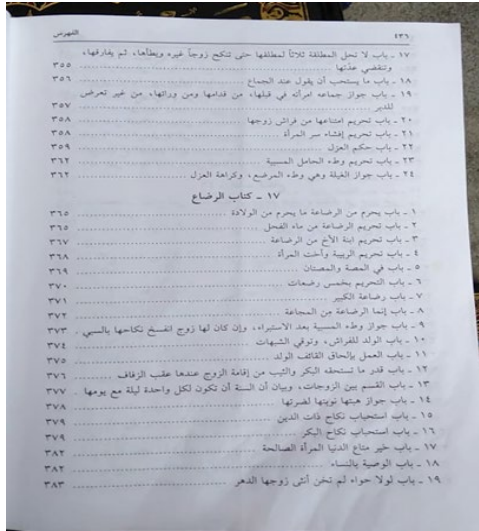 ٤٣٦ الفهرس
١٧ ـ باب لا تحل المطلقة ثلاثاً لمطلقها حتى تنكح زوجاً غيره ويطأها، ثم يفارقها،
وتنقضي عدتها ٣٥٥
١٨ ـ باب ما يستحب أن يقول عند الجماع ٣٥٦
١٩ ـ باب جواز جماعه امرأته في قبلها، من قدامها ومن ورائها، من غير تعرض
للدبر ٣٥٧
٢٠ ـ باب تحريم امتناعها من فراش زوجها ٣٥٨
٢١ ـ باب تحريم إفشاء سر المرأة ٣٥٨
٢٢ ـ باب حكم العزل ٣٥٩
٢٣ ـ باب تحريم وطء الحامل المسبية ٣٦٢
٢٤ ـ باب جواز الغيلة وهي وطء المرضع، وكراهة العزل ٣٦٢
١٧ ـ كتاب الرضاع
١ ـ باب يحرم من الرضاعة ما يحرم من الولادة ٣٦٥
٢ ـ باب تحريم الرضاعة من ماء الفحل ٣٦٥
٣ ـ باب تحريم ابنة الأخ من الرضاعة ٣٦٧
٤ ـ باب تحريم الربيبة وأخت المرأة ٣٦٨
٥ ـ باب في المصة والمصتان ٣٦٩
٦ ـ باب التحريم بخمس رضعات ٣٧٠
٧ ـ باب رضاعة الكبير ٣٧١
٨ ـ باب إنما الرضاعة من المجاعة ٣٧٢
٩ ـ باب جواز وطء المسبية بعد الاستبراء، وإن كان لها زوج انفسخ نكاحها بالسبي . ٣٧٣
١٠ ـ باب الولد للفراش، وتوقي الشبهات ٣٧٤
١١ ـ باب العمل بإلحاق القائف الولد ٣٧٥
١٢ ـ باب قدر ما تستحقه البكر والثيب من إقامة الزوج عندها عقب الزفاف ٣٧٦
١٣ ـ باب القسم بين الزوجات، وبيان أن السنة أن تكون لكل واحدة ليلة مع يومها . ٣٧٧
١٤ ـ باب جواز هبتها نوبتها لضرتها ٣٧٨
١٥ ـ باب استحباب نكاح ذات الدين ٣٧٩
١٦ ـ باب استحباب نكاح البكر ٣٧٩
١٧ ـ باب خير متاع الدنيا المرأة الصالحة ٣٨٢
١٨ ـ باب الوصية بالنساء ٣٨٢
١٩ ـ باب لولا حواء لم تخن أنثى زوجها الدهر ٣٨٣